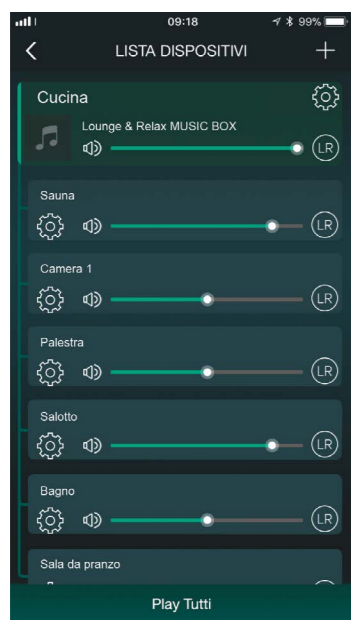 09:18
99%
LISTA DISPOSITIVI
Cucina
Lounge & Relax MUSIC BOX
LR
Sauna
LR
Camera 1
LR
Palestra
LR
Salotto
LR
Bagno
LR
Sala da pranzo
Play Tutti